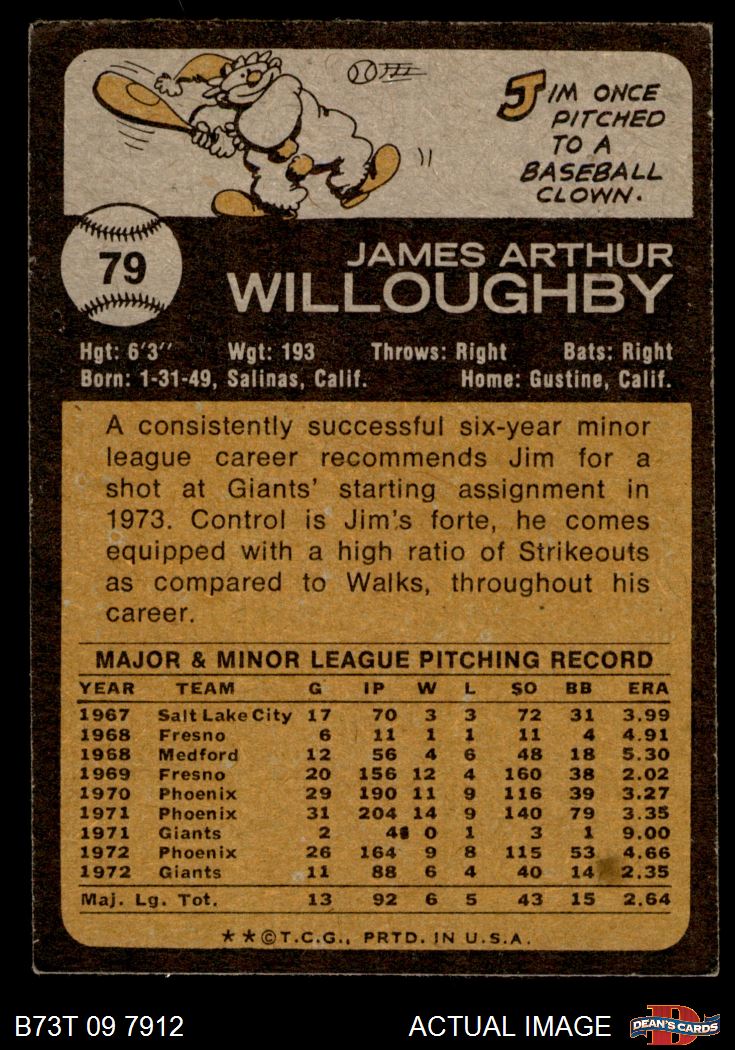 JIM ONCE
PITCHED
TO A
BASEBALL
CLOWN.
79
JAMES ARTHUR
WILLOUGHBY
Hgt: 6'3" Wgt: 193 Throws: Right Bats: Right
Born: 1-31-49, Salinas, Calif. Home: Gustine, Calif.
A consistently successful six-year minor
league career recommends Jim for a
shot at Giants' starting assignment in
1973. Control is Jim's forte, he comes
equipped with a high ratio of Strikeouts
as compared to Walks, throughout his
career.
MAJOR & MINOR LEAGUE PITCHING RECORD
YEAR TEAM G IP W L SO BB ERA
1967 Salt Lake City 17 70 3 3 72 31 3.99
1968 Fresno 6 11 1 1 11 4 4.91
1968 Medford 12 56 4 6 48 18 5.30
1969 Fresno 20 156 12 4 160 38 2.02
1970 Phoenix 29 190 11 9 116 39 3.27
1971 Phoenix 31 204 14 9 140 79 3.35
1971 Giants 2 4 0 1 3 1 9.00
1972 Phoenix 26 164 9 8 115 53 4.66
1972 Giants 11 88 6 4 40 14 2.35
Maj. Lg. Tot. 13 92 6 5 43 15 2.64
★★©T.C.G., PRTD. IN U.S.A.
B73T 09 7912 ACTUAL IMAGE D DEAN'S CARDS